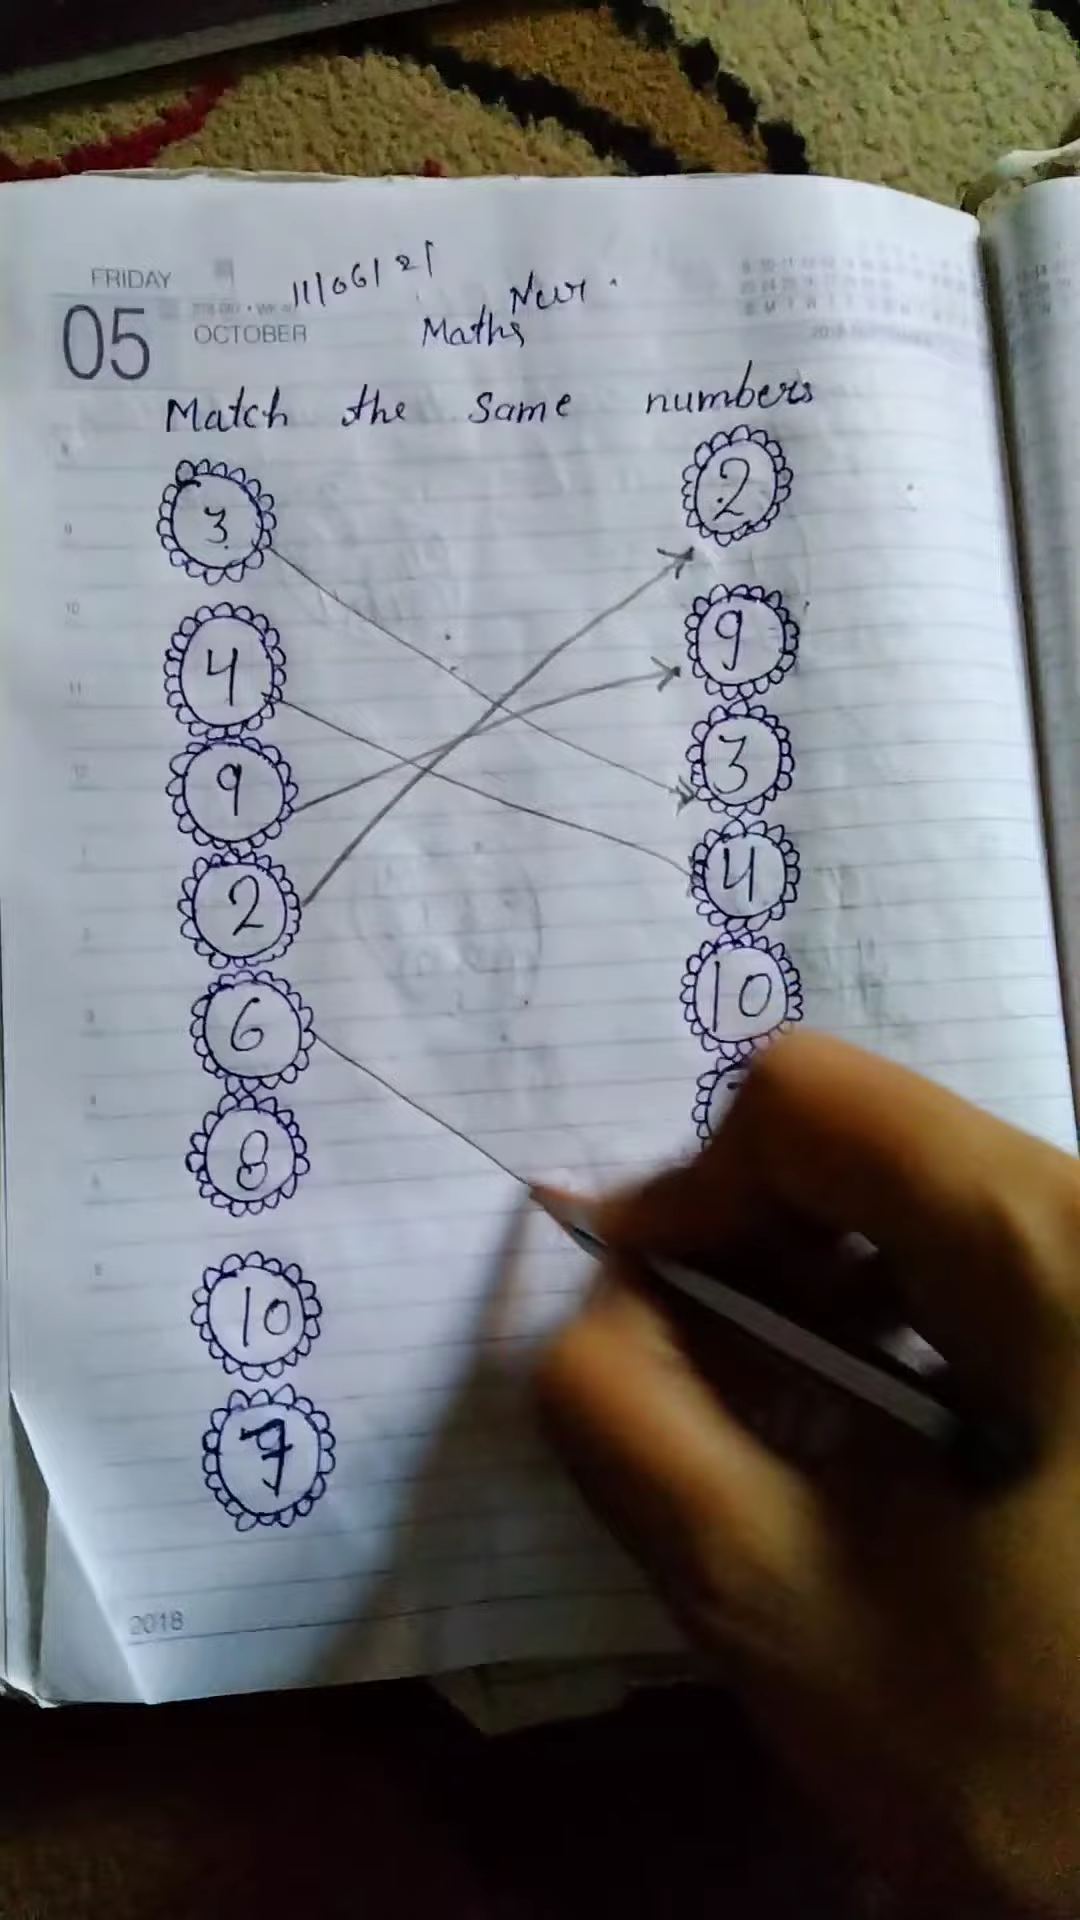 FRIDAY
11/06/21
05
OCTOBER
Nur.
Maths
Match the same numbers
3 2
4 9
9 3
2 4
6 10
8
10
7
2018